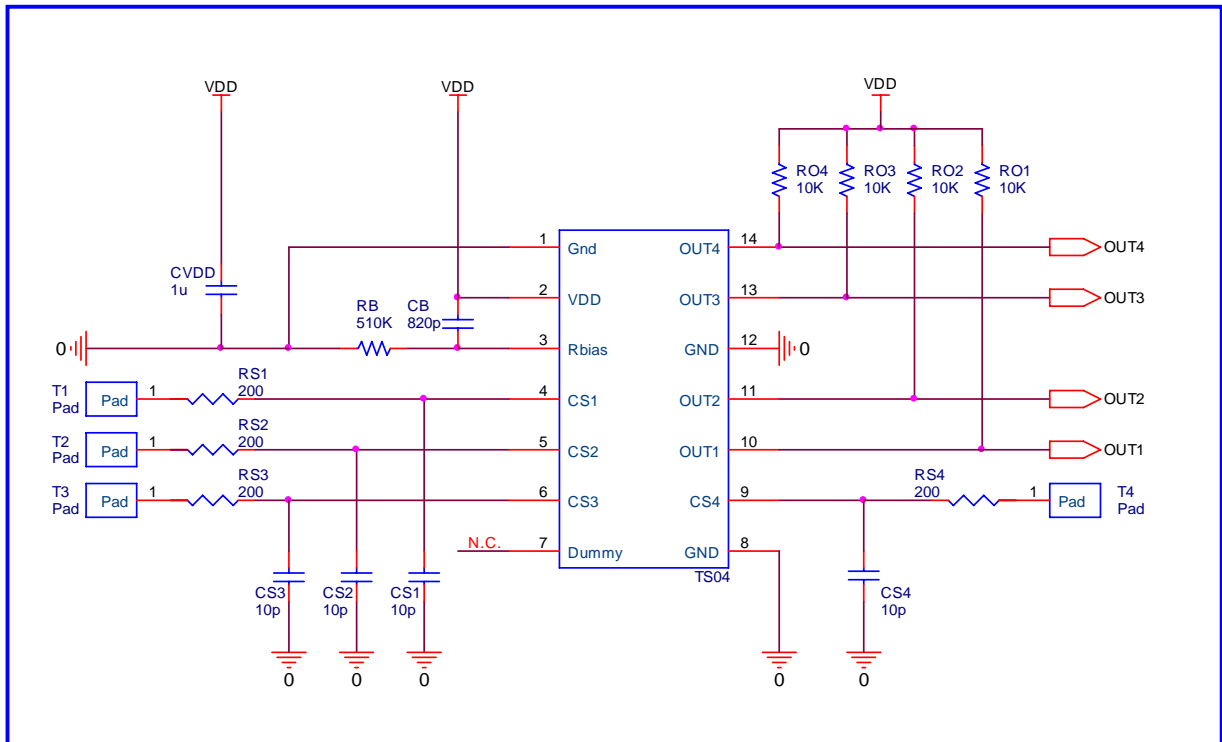 VDD
VDD
VDD
RO4
10K
RO3
10K
RO2
10K
RO1
10K
CVDD
1u
RB
510K
CB
820p
0
1
Gnd
2
VDD
3
Rbias
4
CS1
5
CS2
6
CS3
7
Dummy
N.C.
14
OUT4
13
OUT3
12
GND
11
OUT2
10
OUT1
9
CS4
8
GND
TS04
0
OUT4
OUT3
OUT2
OUT1
T1
Pad
Pad
1
RS1
200
T2
Pad
Pad
1
RS2
200
T3
Pad
Pad
1
RS3
200
RS4
200
1
Pad
T4
Pad
CS3
10p
CS2
10p
CS1
10p
CS4
10p
0
0
0
0
0